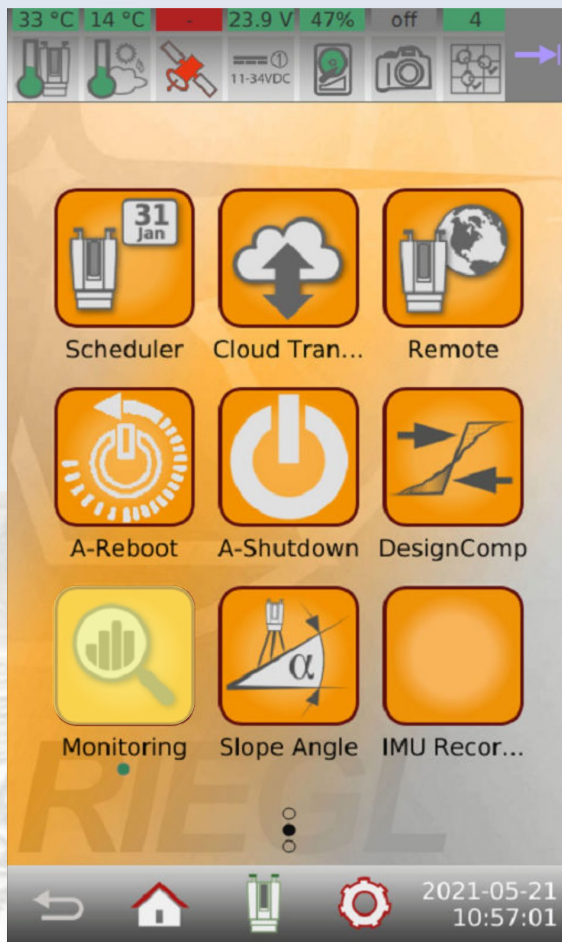 33 °C 14 °C - 23.9 V 47% off 4
11-34VDC
31
Jan
Scheduler Cloud Tran... Remote
A-Reboot A-Shutdown DesignComp
α
Monitoring Slope Angle IMU Recor...
RIEGL
2021-05-21
10:57:01